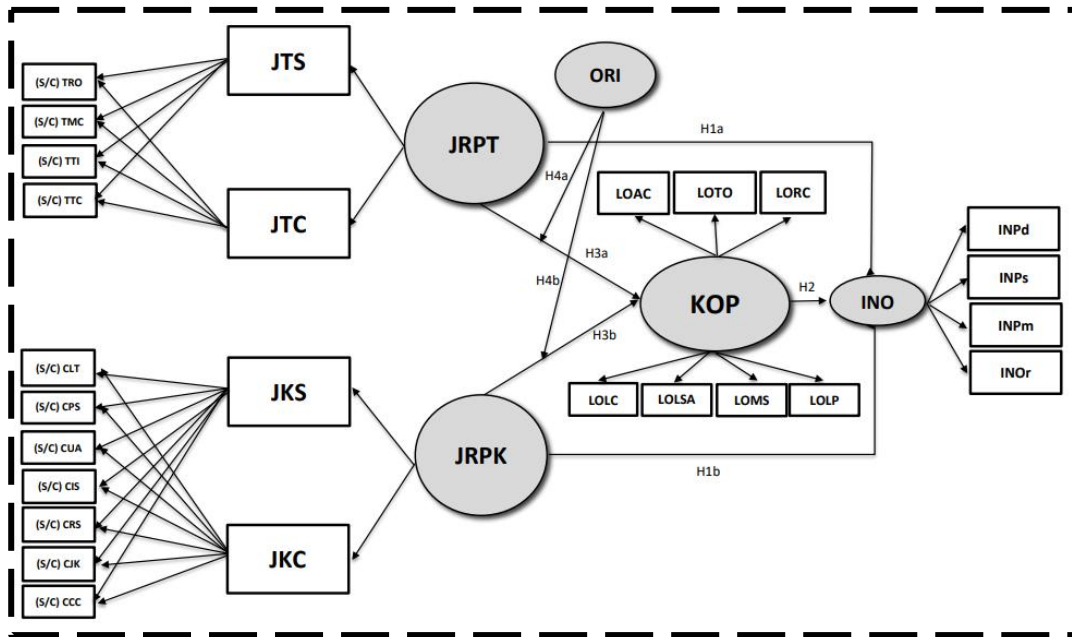 JTS
ORI
(S/C) TRO
(S/C) TMC
(S/C) TTI
(S/C) TTC
JTC
JRPT
H1a
H4a
LOAC
LOTO
LORC
H3a
H4b
KOP
H2
INO
INPd
INPs
INPm
INOr
H3b
(S/C) CLT
(S/C) CPS
(S/C) CUA
(S/C) CIS
(S/C) CRS
(S/C) CJK
(S/C) CCC
JKS
JKC
JRPK
LOLC
LOLSA
LOMS
LOLP
H1b